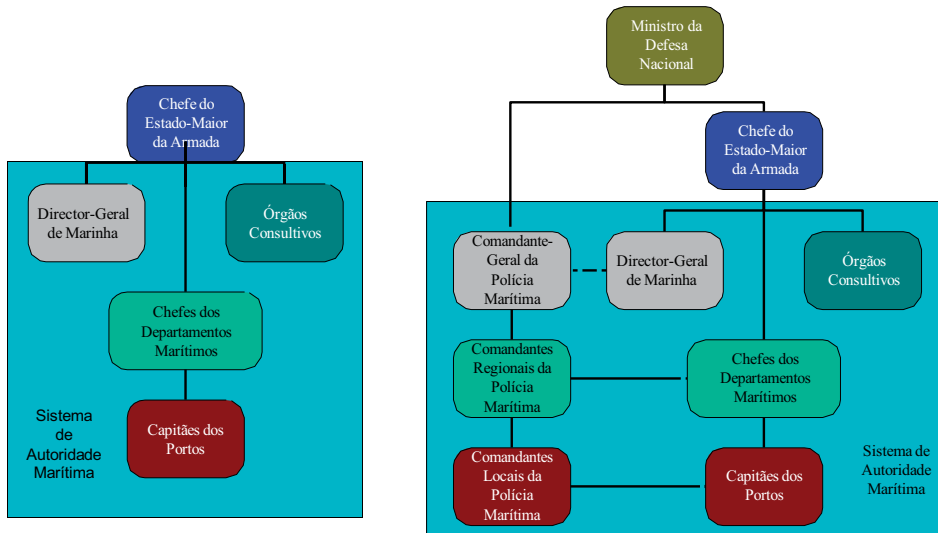 Chefe do
Estado-Maior
da Armada
Director-Geral
de Marinha
Órgãos
Consultivos
Chefes dos
Departamentos
Marítimos
Capitães dos
Portos
Sistema
de
Autoridade
Marítima
Ministro da
Defesa
Nacional
Chefe do
Estado-Maior
da Armada
Comandante-
Geral da
Polícia
Marítima
Director-Geral
de Marinha
Órgãos
Consultivos
Comandantes
Regionais da
Polícia
Marítima
Chefes dos
Departamentos
Marítimos
Comandantes
Locais da
Polícia
Marítima
Capitães dos
Portos
Sistema de
Autoridade
Marítima